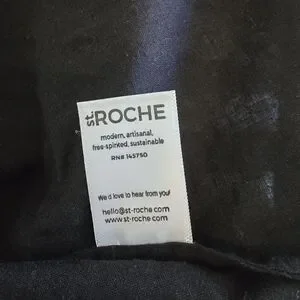 st.ROCHE
modern, artisanal,
free-spirited, sustainable
RN# 145750
We'd love to hear from you!
hello@st-roche.com
www.st-roche.com